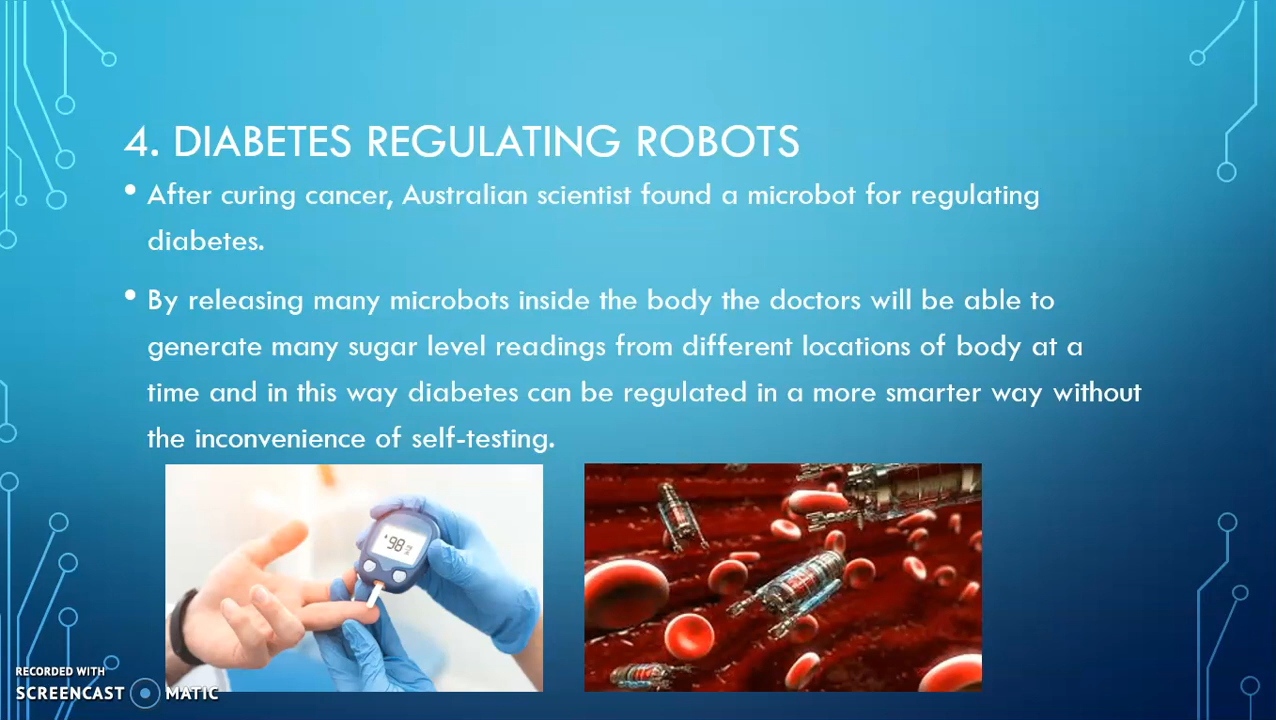 4. DIABETES REGULATING ROBOTS
• After curing cancer, Australian scientist found a microbot for regulating
diabetes.
• By releasing many microbots inside the body the doctors will be able to
generate many sugar level readings from different locations of body at a
time and in this way diabetes can be regulated in a more smarter way without
the inconvenience of self-testing.
98
RECORDED WITH
SCREENCAST MATIC